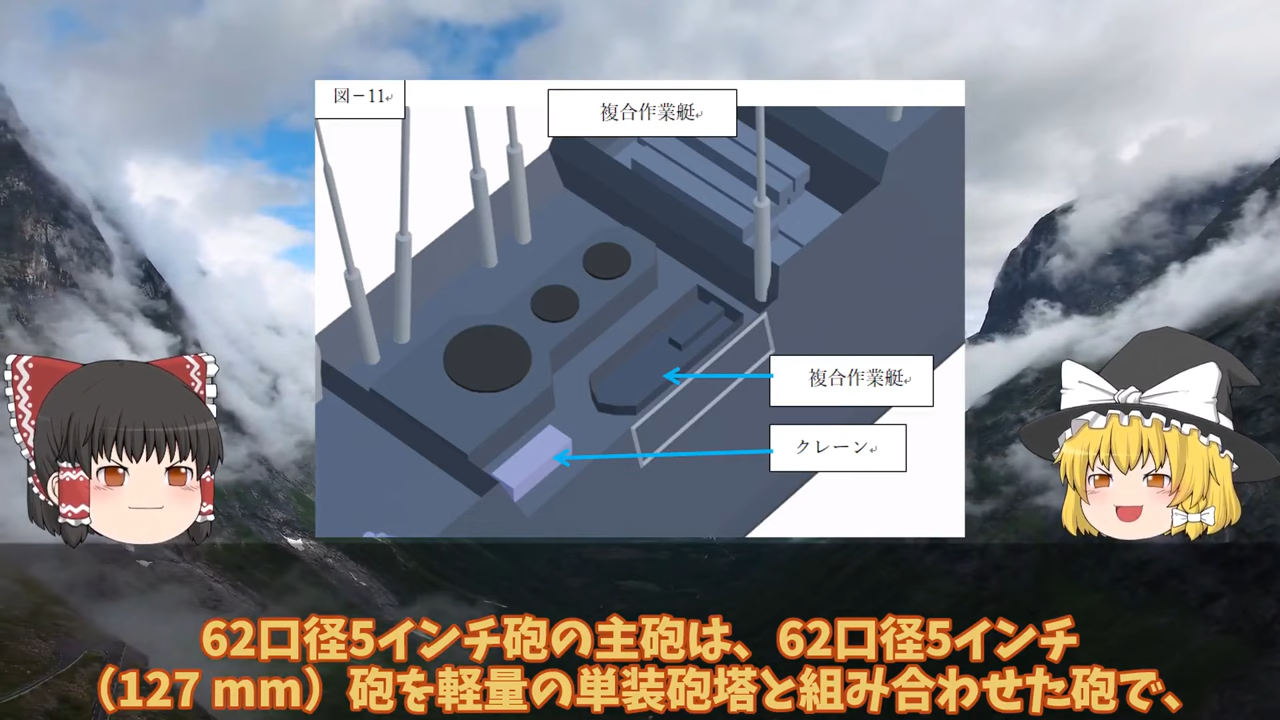 図－11
複合作業艇
複合作業艇
クレーン
62口径5インチ砲の主砲は、62口径5インチ
（127 mm）砲を軽量の単装砲塔と組み合わせた砲で、